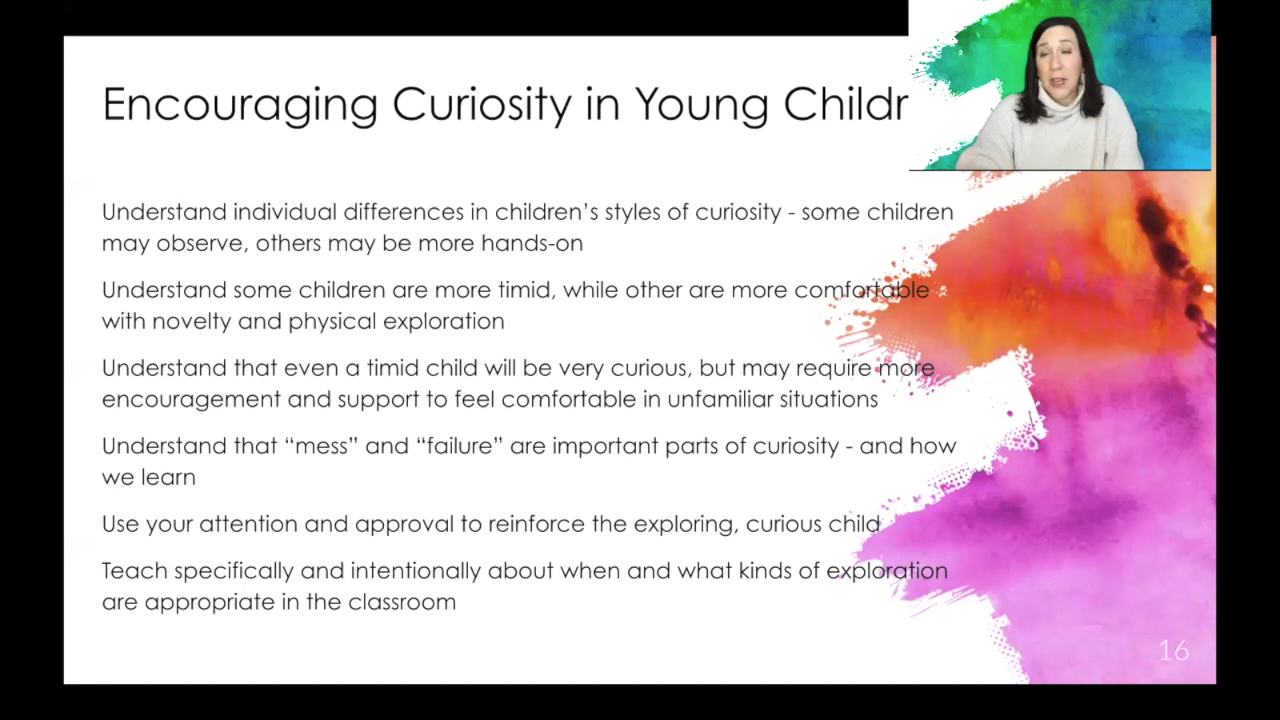 Encouraging Curiosity in Young Childr
Understand individual differences in children’s styles of curiosity - some children
may observe, others may be more hands-on
Understand some children are more timid, while other are more comfortable
with novelty and physical exploration
Understand that even a timid child will be very curious, but may require more
encouragement and support to feel comfortable in unfamiliar situations
Understand that “mess” and “failure” are important parts of curiosity - and how
we learn
Use your attention and approval to reinforce the exploring, curious child
Teach specifically and intentionally about when and what kinds of exploration
are appropriate in the classroom
16